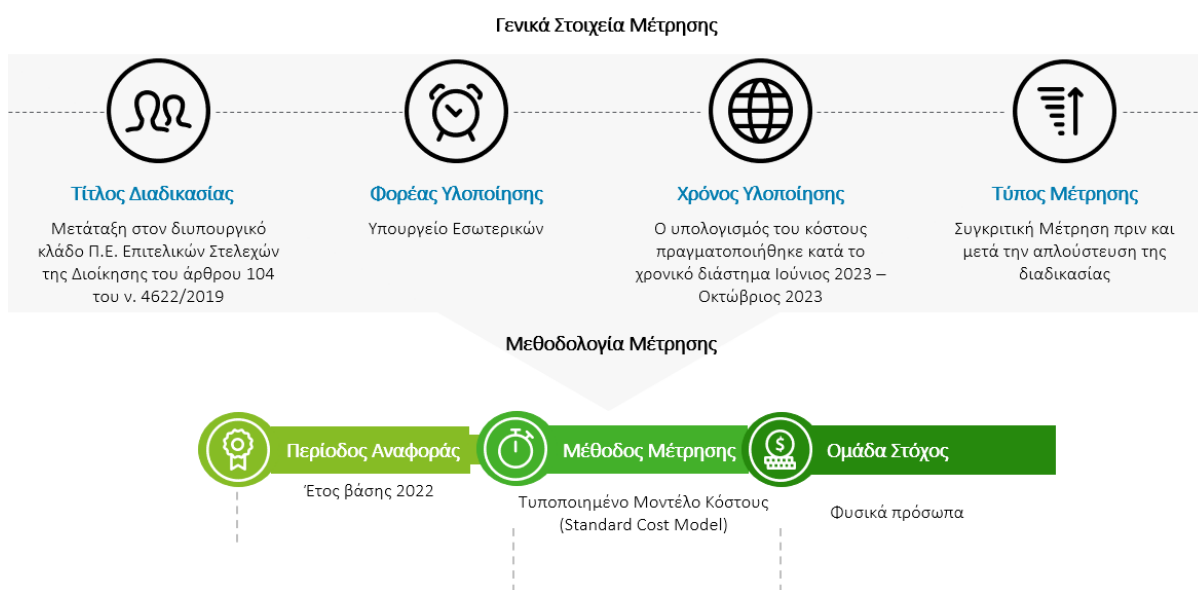 Γενικά Στοιχεία Μέτρησης
Τίτλος Διαδικασίας
Μετάταξη στον διυπουργικό
κλάδο Π.Ε. Επιτελικών Στελεχών
της Διοίκησης του άρθρου 104
του ν. 4622/2019
Φορέας Υλοποίησης
Υπουργείο Εσωτερικών
Χρόνος Υλοποίησης
Ο υπολογισμός του κόστους
πραγματοποιήθηκε κατά το
χρονικό διάστημα Ιούνιος 2023 –
Οκτώβριος 2023
Τύπος Μέτρησης
Συγκριτική Μέτρηση πριν και
μετά την απλούστευση της
διαδικασίας
Μεθοδολογία Μέτρησης
Περίοδος Αναφοράς
Έτος βάσης 2022
Μέθοδος Μέτρησης
Τυποποιημένο Μοντέλο Κόστους
(Standard Cost Model)
Ομάδα Στόχος
Φυσικά πρόσωπα